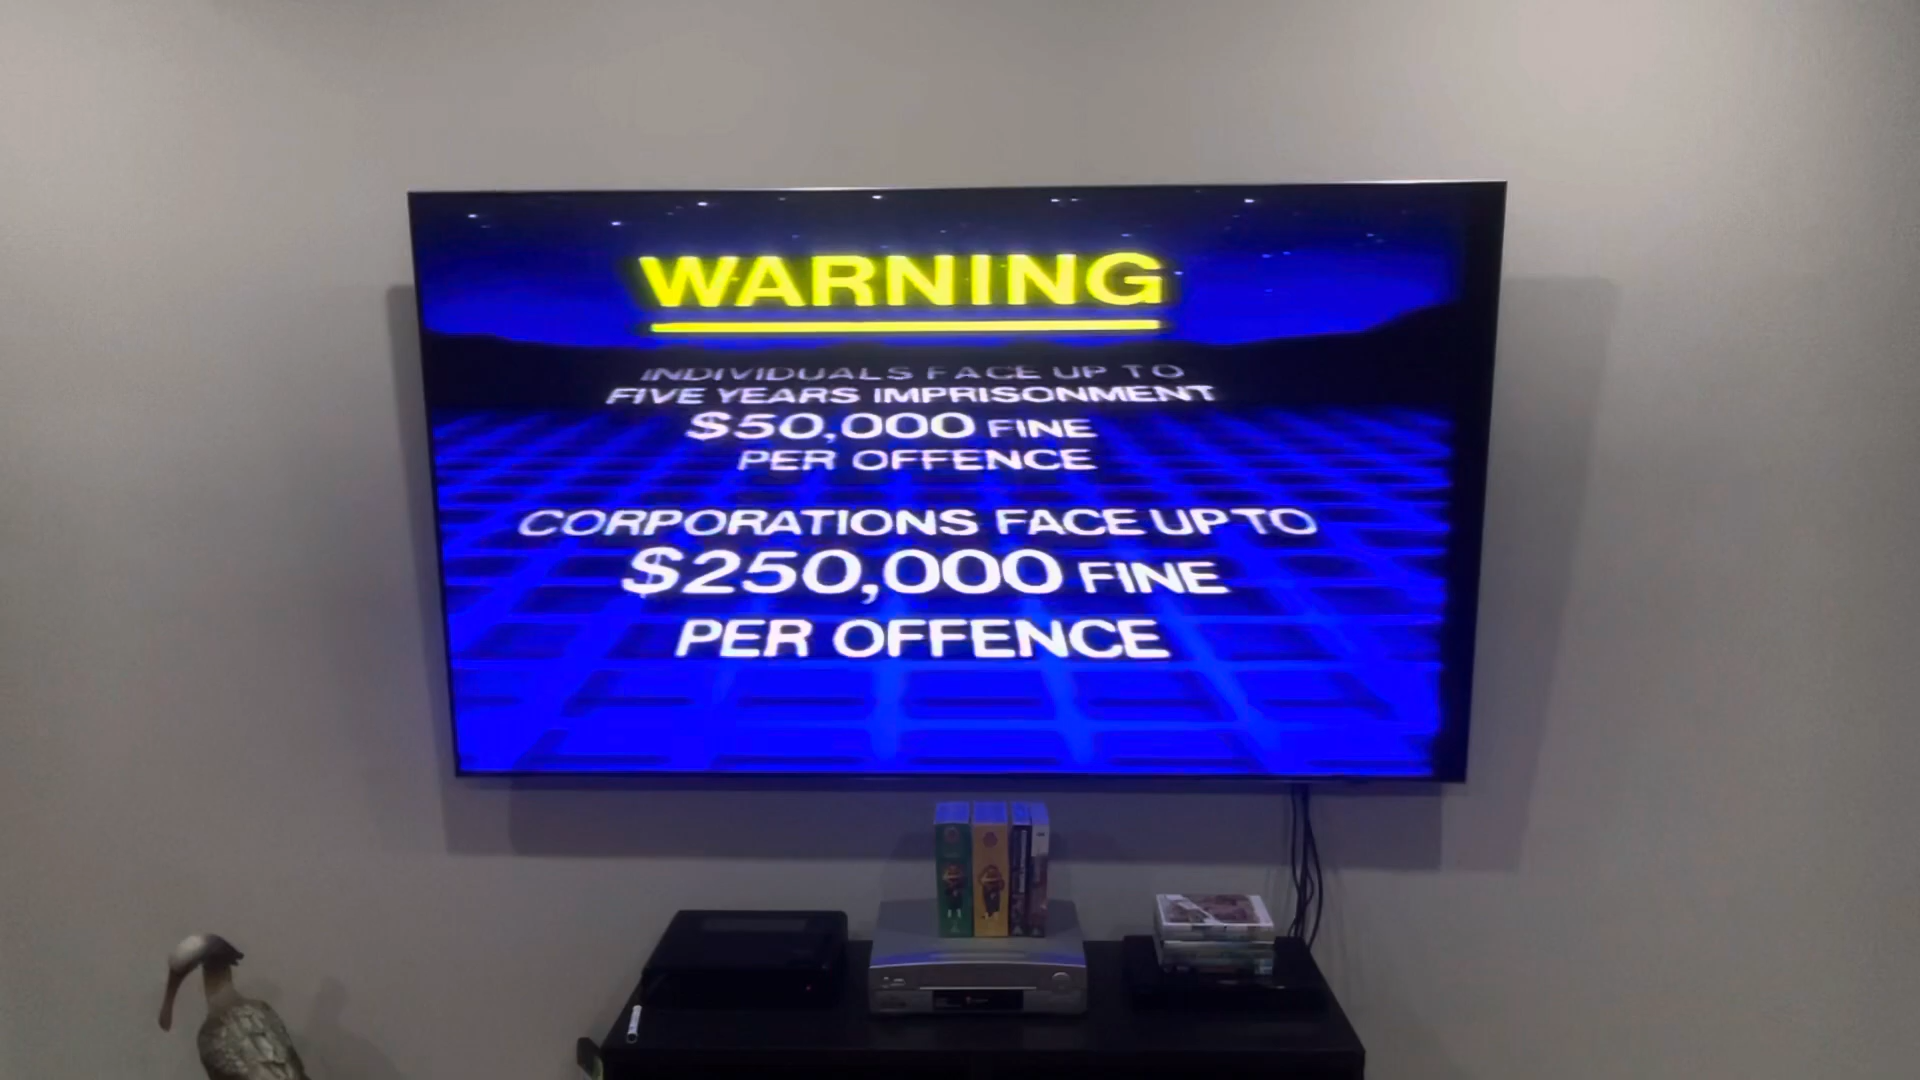 WARNING
INDIVIDUALS FACE UP TO
FIVE YEARS IMPRISONMENT
$50,000 FINE
PER OFFENCE
CORPORATIONS FACE UP TO
$250,000 FINE
PER OFFENCE